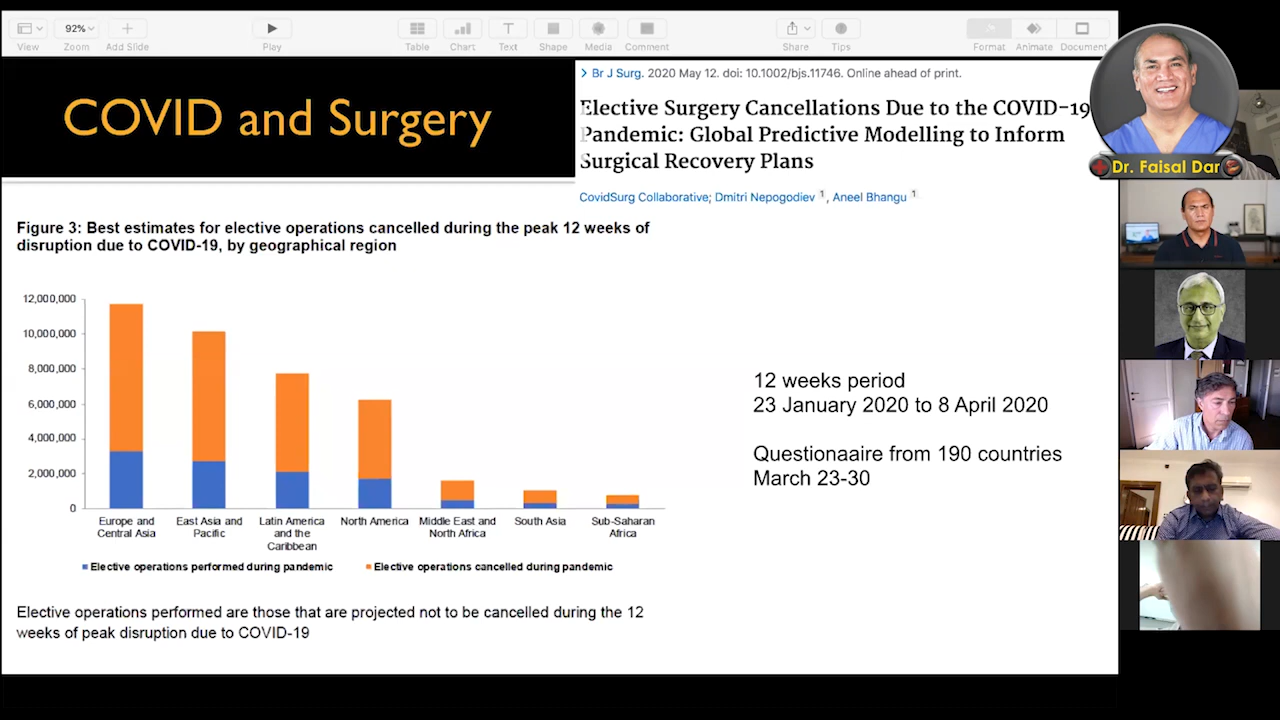 View
92%
Zoom
Add Slide
Play
Table
Chart
Text
Shape
Media
Comment
Share
Tips
Format
Animate
Document
COVID and Surgery
Br J Surg. 2020 May 12. doi: 10.1002/bjs.11746. Online ahead of print.
Elective Surgery Cancellations Due to the COVID-19
Pandemic: Global Predictive Modelling to Inform
Surgical Recovery Plans
CovidSurg Collaborative; Dmitri Nepogodiev 1, Aneel Bhangu 1
Dr. Faisal Dar
Figure 3: Best estimates for elective operations cancelled during the peak 12 weeks of
disruption due to COVID-19, by geographical region
12,000,000
10,000,000
8,000,000
6,000,000
4,000,000
2,000,000
0
Europe and
Central Asia
East Asia and
Pacific
Latin America
and the
Caribbean
North America
Middle East and
North Africa
South Asia
Sub-Saharan
Africa
Elective operations performed during pandemic
Elective operations cancelled during pandemic
Elective operations performed are those that are projected not to be cancelled during the 12
weeks of peak disruption due to COVID-19
12 weeks period
23 January 2020 to 8 April 2020
Questionaaire from 190 countries
March 23-30